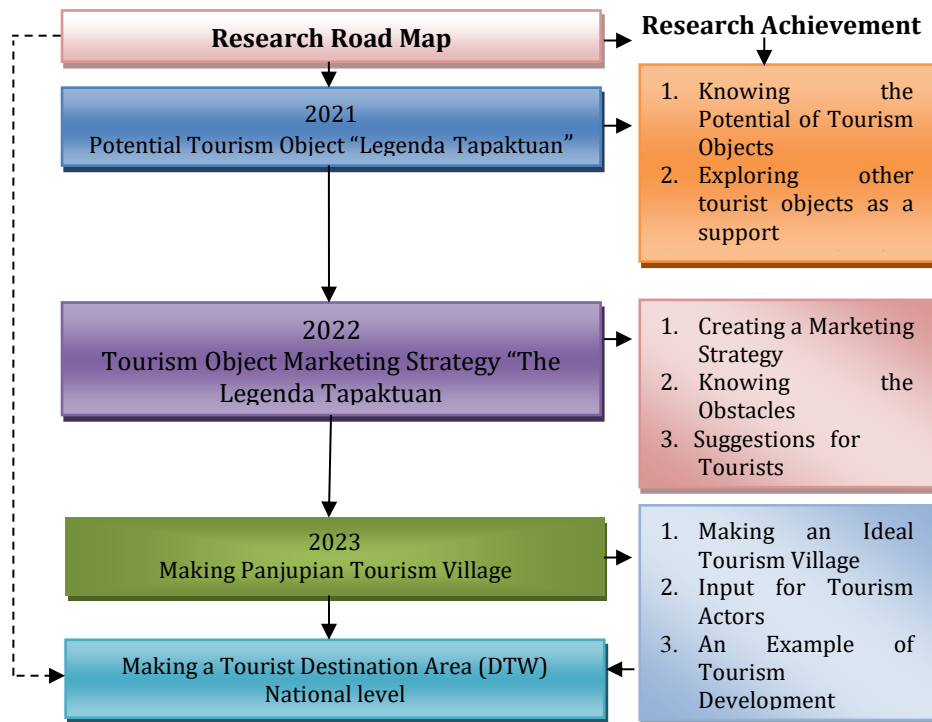 Research Road Map
Research Achievement
2021
Potential Tourism Object “Legenda Tapaktuan”
1. Knowing the
Potential of Tourism
Objects
2. Exploring other
tourist objects as a
support
2022
Tourism Object Marketing Strategy “The
Legenda Tapaktuan
1. Creating a Marketing
Strategy
2. Knowing the
Obstacles
3. Suggestions for
Tourists
2023
Making Panjupian Tourism Village
1. Making an Ideal
Tourism Village
2. Input for Tourism
Actors
3. An Example of
Tourism
Development
Making a Tourist Destination Area (DTW)
National level